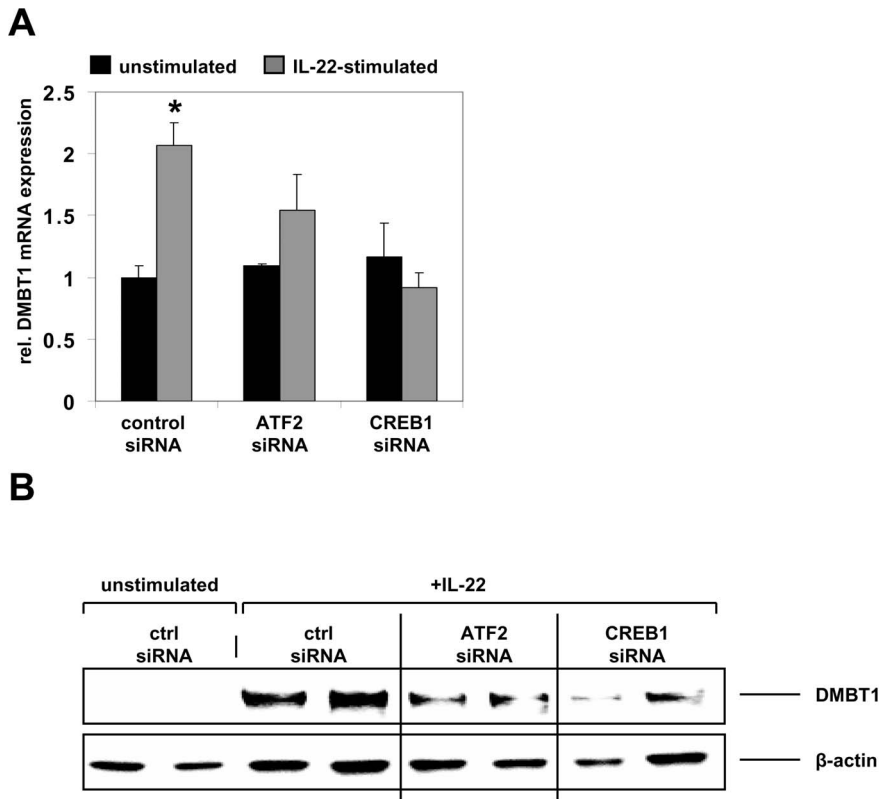 A
unstimulated IL-22-stimulated
rel. DMBT1 mRNA expression
2.5
*
2
1.5
1
0.5
0
control siRNA
ATF2 siRNA
CREB1 siRNA
B
unstimulated +IL-22
ctrl siRNA
ctrl siRNA
ATF2 siRNA
CREB1 siRNA
DMBT1
β-actin